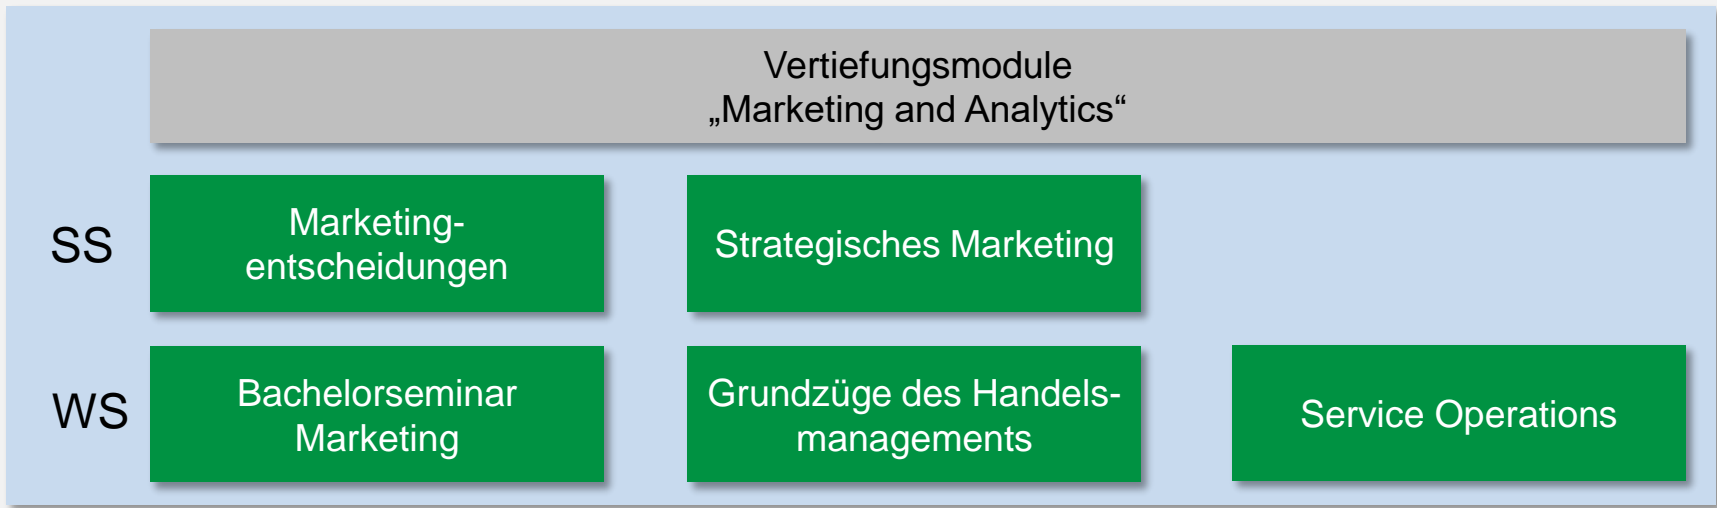 Vertiefungsmodule
„Marketing and Analytics“
SS
Marketing-
entscheidungen
Strategisches Marketing
WS
Bachelorseminar
Marketing
Grundzüge des Handels-
managements
Service Operations